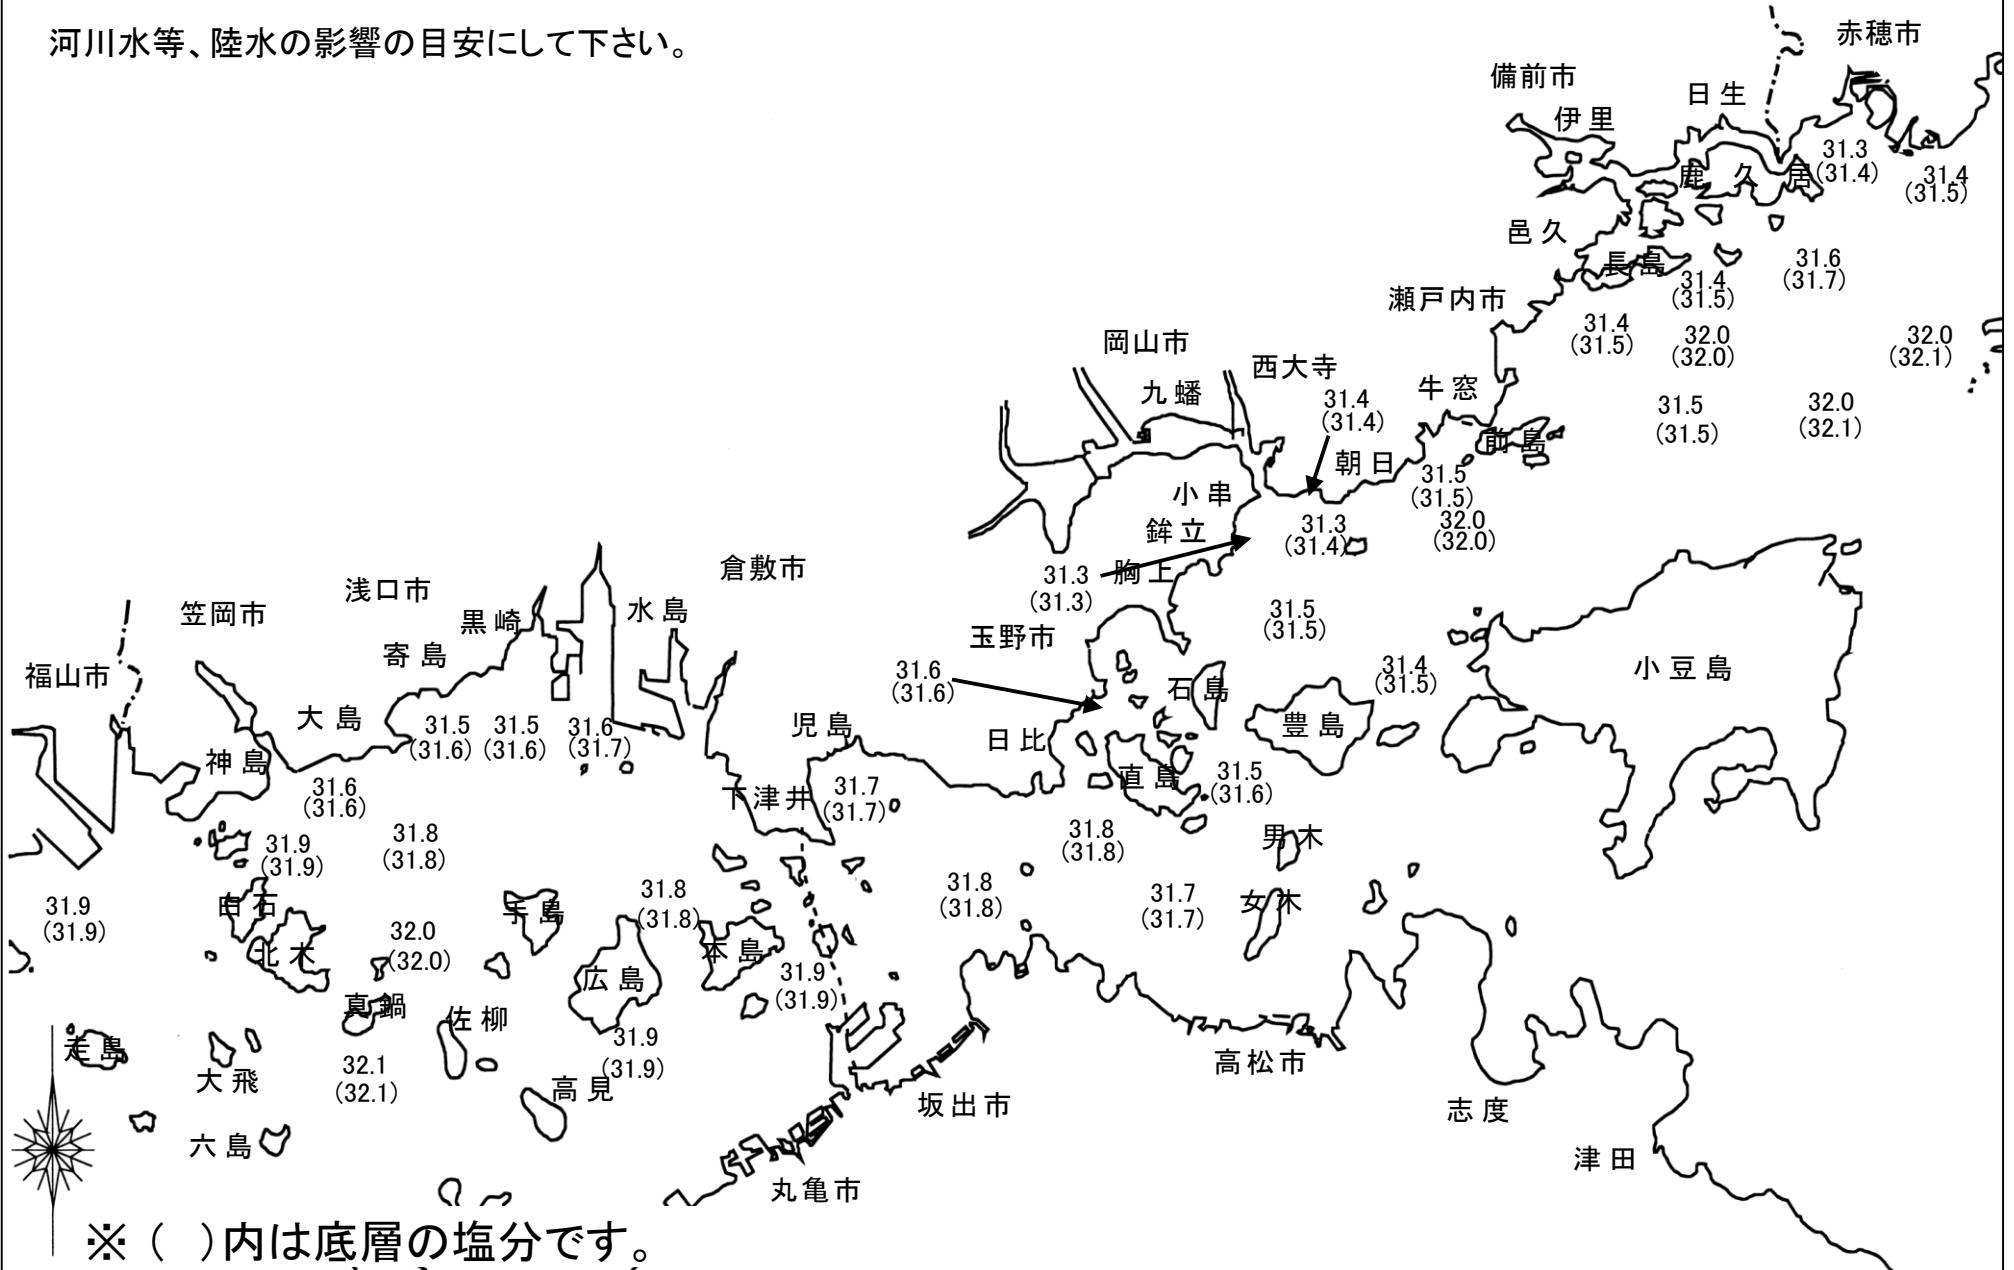 河川水等、陸水の影響の目安にして下さい。
赤穂市
備前市
日生
伊里
31.3
(31.4)
31.4
(31.5)
鹿久居
邑久
長島
31.6
(31.7)
31.4
(31.5)
瀬戸内市
31.4
(31.5)
32.0
(32.0)
32.0
(32.1)
岡山市
西大寺
九蟠
牛窓
31.4
(31.4)
31.5
(31.5)
32.0
(32.1)
前島
朝日
31.5
(31.5)
小串
鉾立
31.3
(31.4)
32.0
(32.0)
胸上
31.3
(31.3)
倉敷市
浅口市
笠岡市
黒崎
水島
31.5
(31.5)
玉野市
寄島
福山市
31.6
(31.6)
31.4
(31.5)
小豆島
石島
大島
31.5
(31.6)
31.5
(31.6)
31.6
(31.7)
児島
日比
豊島
神島
直島
31.5
(31.6)
31.6
(31.6)
下津井
31.7
(31.7)
31.8
(31.8)
男木
31.9
(31.9)
31.8
(31.8)
31.9
(31.9)
白石
手島
31.8
(31.8)
31.8
(31.8)
31.7
(31.7)
女木
北木
32.0
(32.0)
本島
広島
31.9
(31.9)
真鍋
佐柳
走島
31.9
(31.9)
高松市
大飛
32.1
(32.1)
高見
坂出市
志度
六島
津田
丸亀市
※( )内は底層の塩分です。